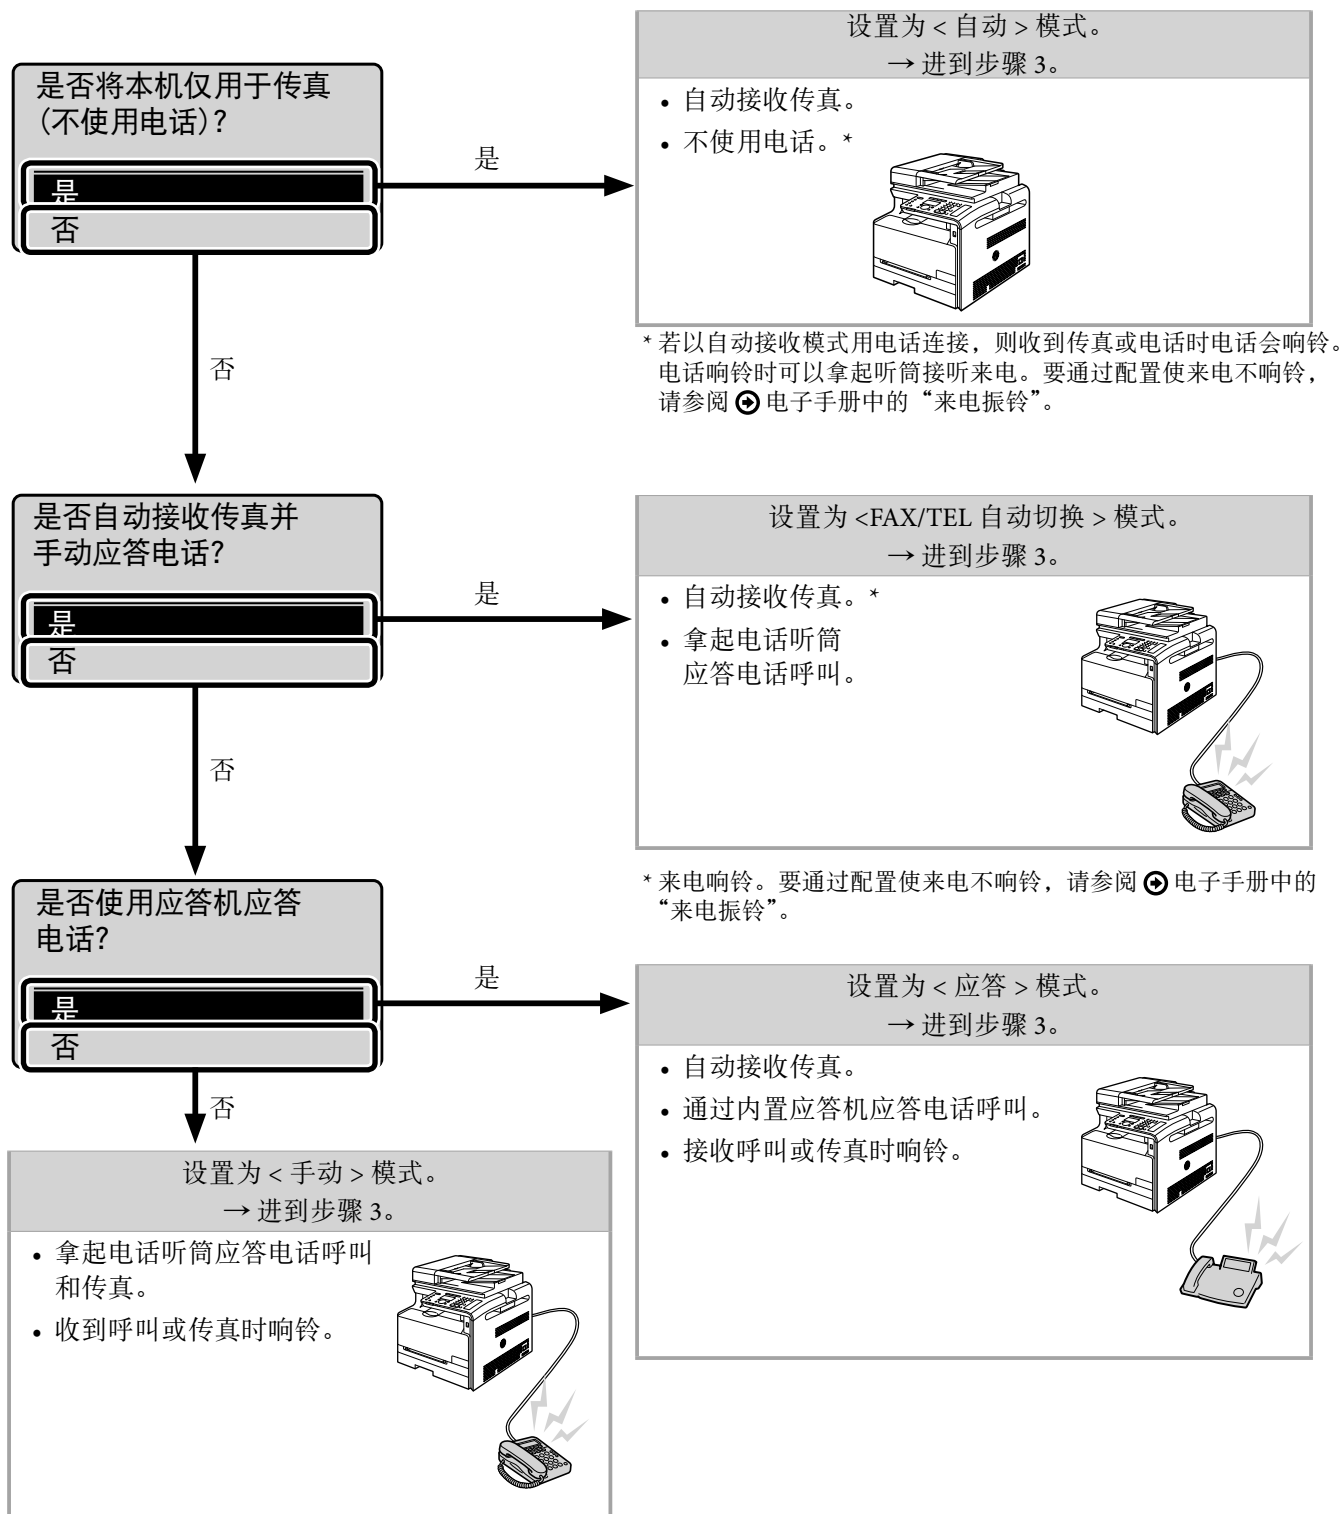 设置为 < 自动 > 模式。
→ 进到步骤 3。
是否将本机仅用于传真
(不使用电话)?
是
否
是
• 自动接收传真。
• 不使用电话。*
否
* 若以自动接收模式用电话连接，则收到传真或电话时电话会响铃。
电话响铃时可以拿起听筒接听来电。要通过配置使来电不响铃，
请参阅 电子手册中的“来电振铃”。
是否自动接收传真并
手动应答电话?
是
否
是
设置为 <FAX/TEL 自动切换 > 模式。
→ 进到步骤 3。
• 自动接收传真。*
• 拿起电话听筒
应答电话呼叫。
否
* 来电响铃。要通过配置使来电不响铃，请参阅 电子手册中的
“来电振铃”。
是否使用应答机应答
电话?
是
否
是
设置为 < 应答 > 模式。
→ 进到步骤 3。
• 自动接收传真。
• 通过内置应答机应答电话呼叫。
• 接收呼叫或传真时响铃。
否
设置为 < 手动 > 模式。
→ 进到步骤 3。
• 拿起电话听筒应答电话呼叫
和传真。
• 收到呼叫或传真时响铃。